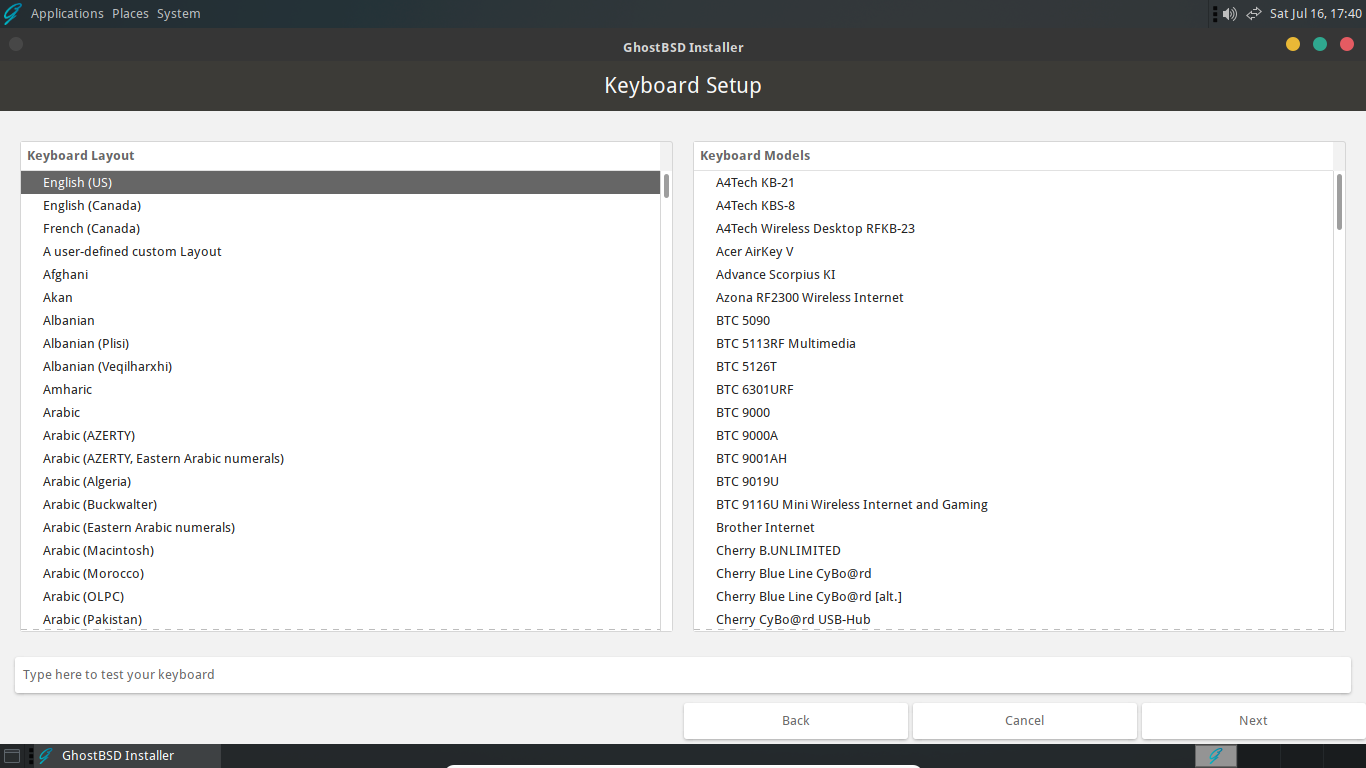 Applications Places System
Sat Jul 16, 17:40
GhostBSD Installer
Keyboard Setup
Keyboard Layout
English (US)
English (Canada)
French (Canada)
A user-defined custom Layout
Afghani
Akan
Albanian
Albanian (Plisi)
Albanian (Veqilharxhi)
Amharic
Arabic
Arabic (AZERTY)
Arabic (AZERTY, Eastern Arabic numerals)
Arabic (Algeria)
Arabic (Buckwalter)
Arabic (Eastern Arabic numerals)
Arabic (Macintosh)
Arabic (Morocco)
Arabic (OLPC)
Arabic (Pakistan)
Keyboard Models
A4Tech KB-21
A4Tech KBS-8
A4Tech Wireless Desktop RFKB-23
Acer AirKey V
Advance Scorpius KI
Azona RF2300 Wireless Internet
BTC 5090
BTC 5113RF Multimedia
BTC 5126T
BTC 6301URF
BTC 9000
BTC 9000A
BTC 9001AH
BTC 9019U
BTC 9116U Mini Wireless Internet and Gaming
Brother Internet
Cherry B.UNLIMITED
Cherry Blue Line CyBo@rd
Cherry Blue Line CyBo@rd [alt.]
Cherry CyBo@rd USB-Hub
Type here to test your keyboard
Back
Cancel
Next
GhostBSD Installer